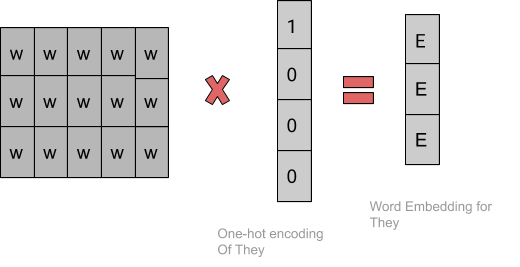 W W W W W
W W W W W
W W W W W
1
0
0
0
E
E
E
One-hot encoding
Of They
Word Embedding for
They